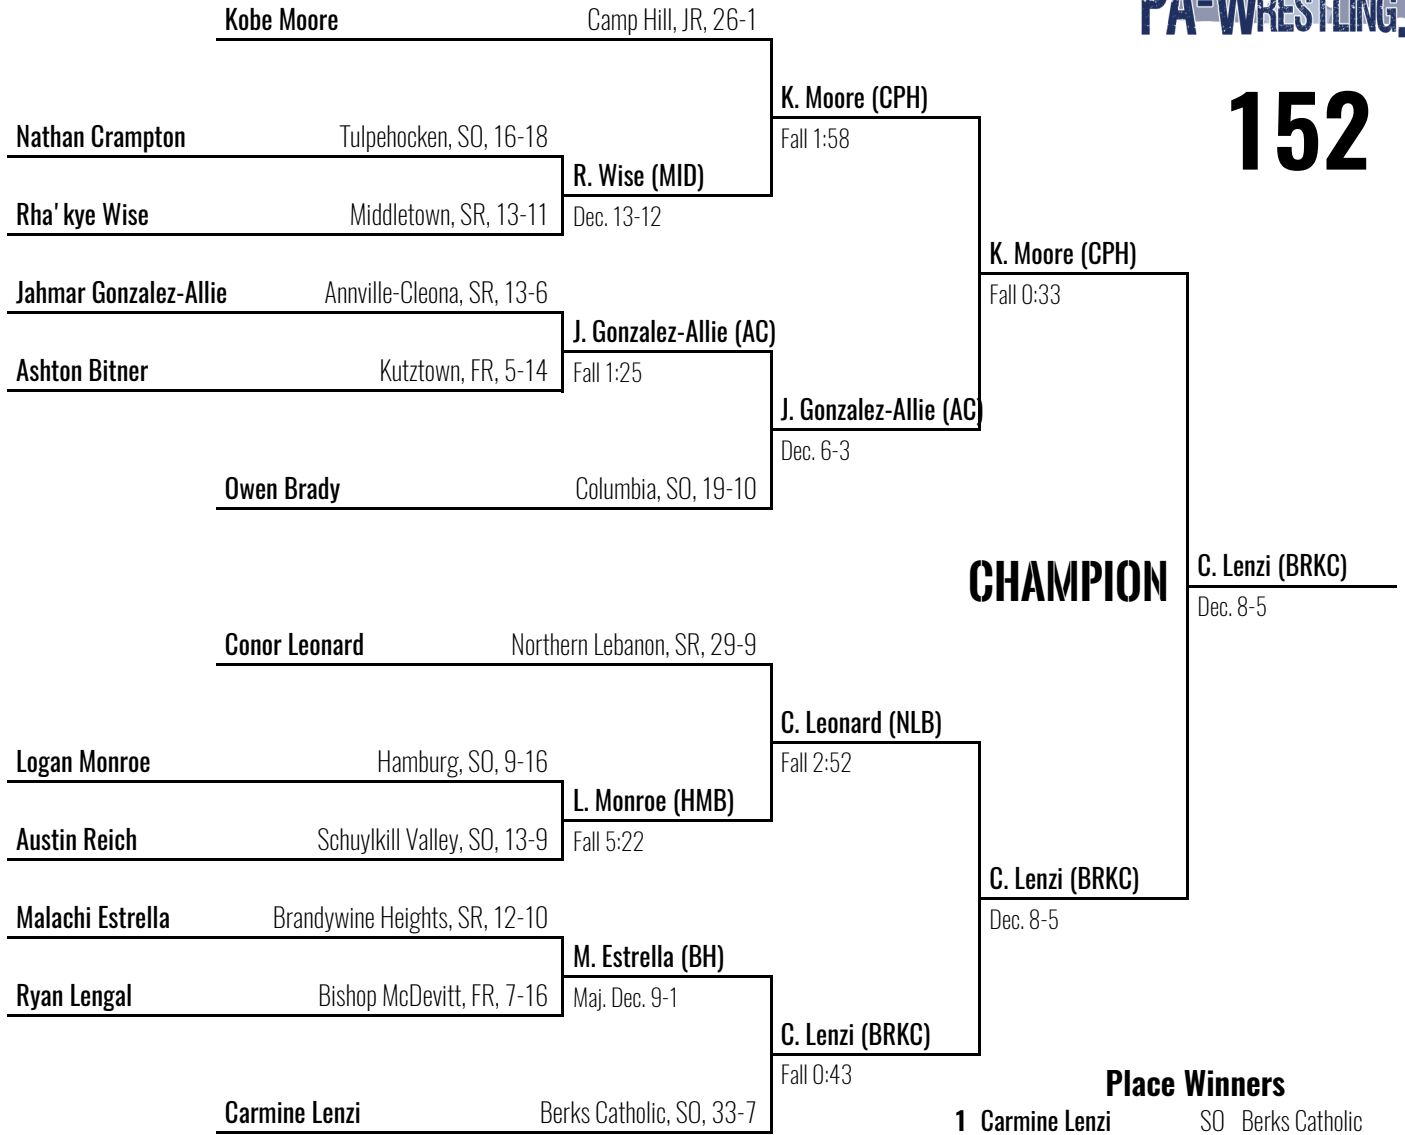 PA-WRESTLING.
152
Kobe Moore Camp Hill, JR, 26-1
K. Moore (CPH)
Fall 1:58
Nathan Crampton Tulpehocken, SO, 16-18
R. Wise (MID)
Dec. 13-12
Rha'kye Wise Middletown, SR, 13-11
K. Moore (CPH)
Fall 0:33
Jahmar Gonzalez-Allie Annville-Cleona, SR, 13-6
J. Gonzalez-Allie (AC)
Fall 1:25
Ashton Bitner Kutztown, FR, 5-14
J. Gonzalez-Allie (AC)
Dec. 6-3
Owen Brady Columbia, SO, 19-10
CHAMPION
C. Lenzi (BRKC)
Dec. 8-5
Conor Leonard Northern Lebanon, SR, 29-9
C. Leonard (NLB)
Fall 2:52
Logan Monroe Hamburg, SO, 9-16
L. Monroe (HMB)
Fall 5:22
Austin Reich Schuylkill Valley, SO, 13-9
C. Lenzi (BRKC)
Dec. 8-5
Malachi Estrella Brandywine Heights, SR, 12-10
M. Estrella (BH)
Maj. Dec. 9-1
Ryan Lengal Bishop McDevitt, FR, 7-16
C. Lenzi (BRKC)
Fall 0:43
Carmine Lenzi Berks Catholic, SO, 33-7
Place Winners
1 Carmine Lenzi SO Berks Catholic